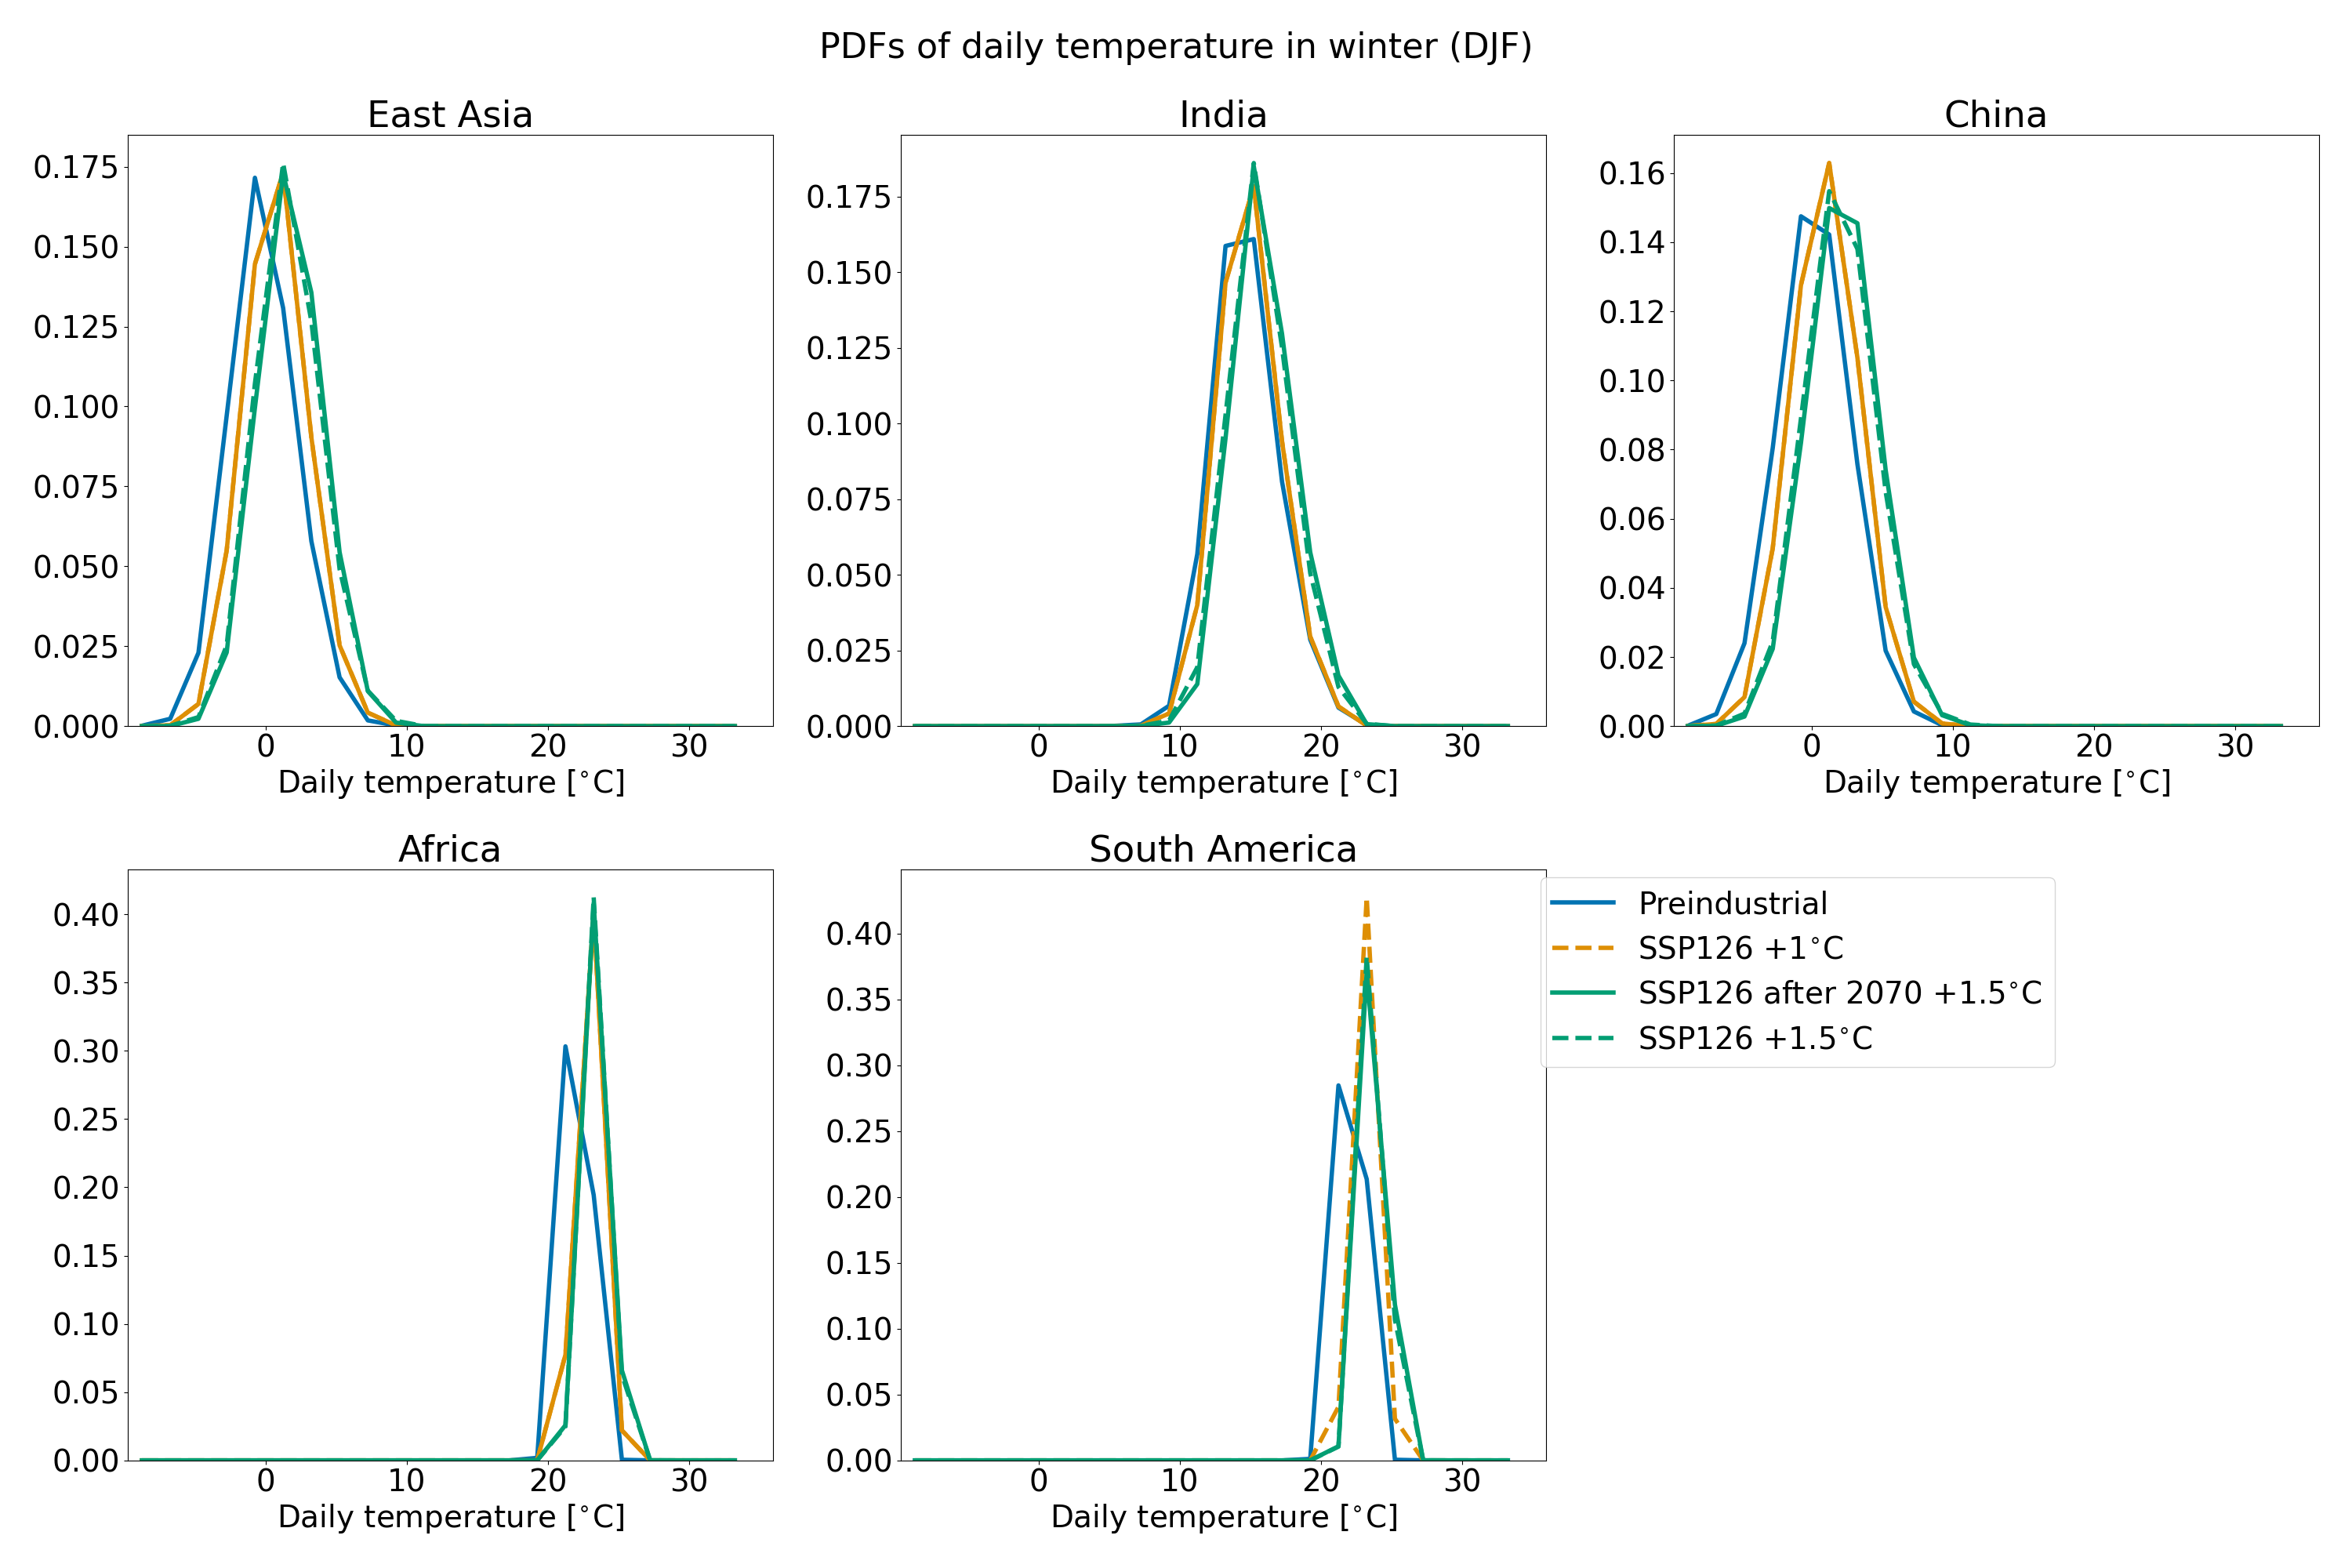 PDFs of daily temperature in winter (DJF)
East Asia
0.175
0.150
0.125
0.100
0.075
0.050
0.025
0.000
0 10 20 30
Daily temperature [°C]
India
0.175
0.150
0.125
0.100
0.075
0.050
0.025
0.000
0 10 20 30
Daily temperature [°C]
China
0.16
0.14
0.12
0.10
0.08
0.06
0.04
0.02
0.00
0 10 20 30
Daily temperature [°C]
Africa
0.40
0.35
0.30
0.25
0.20
0.15
0.10
0.05
0.00
0 10 20 30
Daily temperature [°C]
South America
0.40
0.35
0.30
0.25
0.20
0.15
0.10
0.05
0.00
0 10 20 30
Daily temperature [°C]
Preindustrial
SSP126 +1°C
SSP126 after 2070 +1.5°C
SSP126 +1.5°C